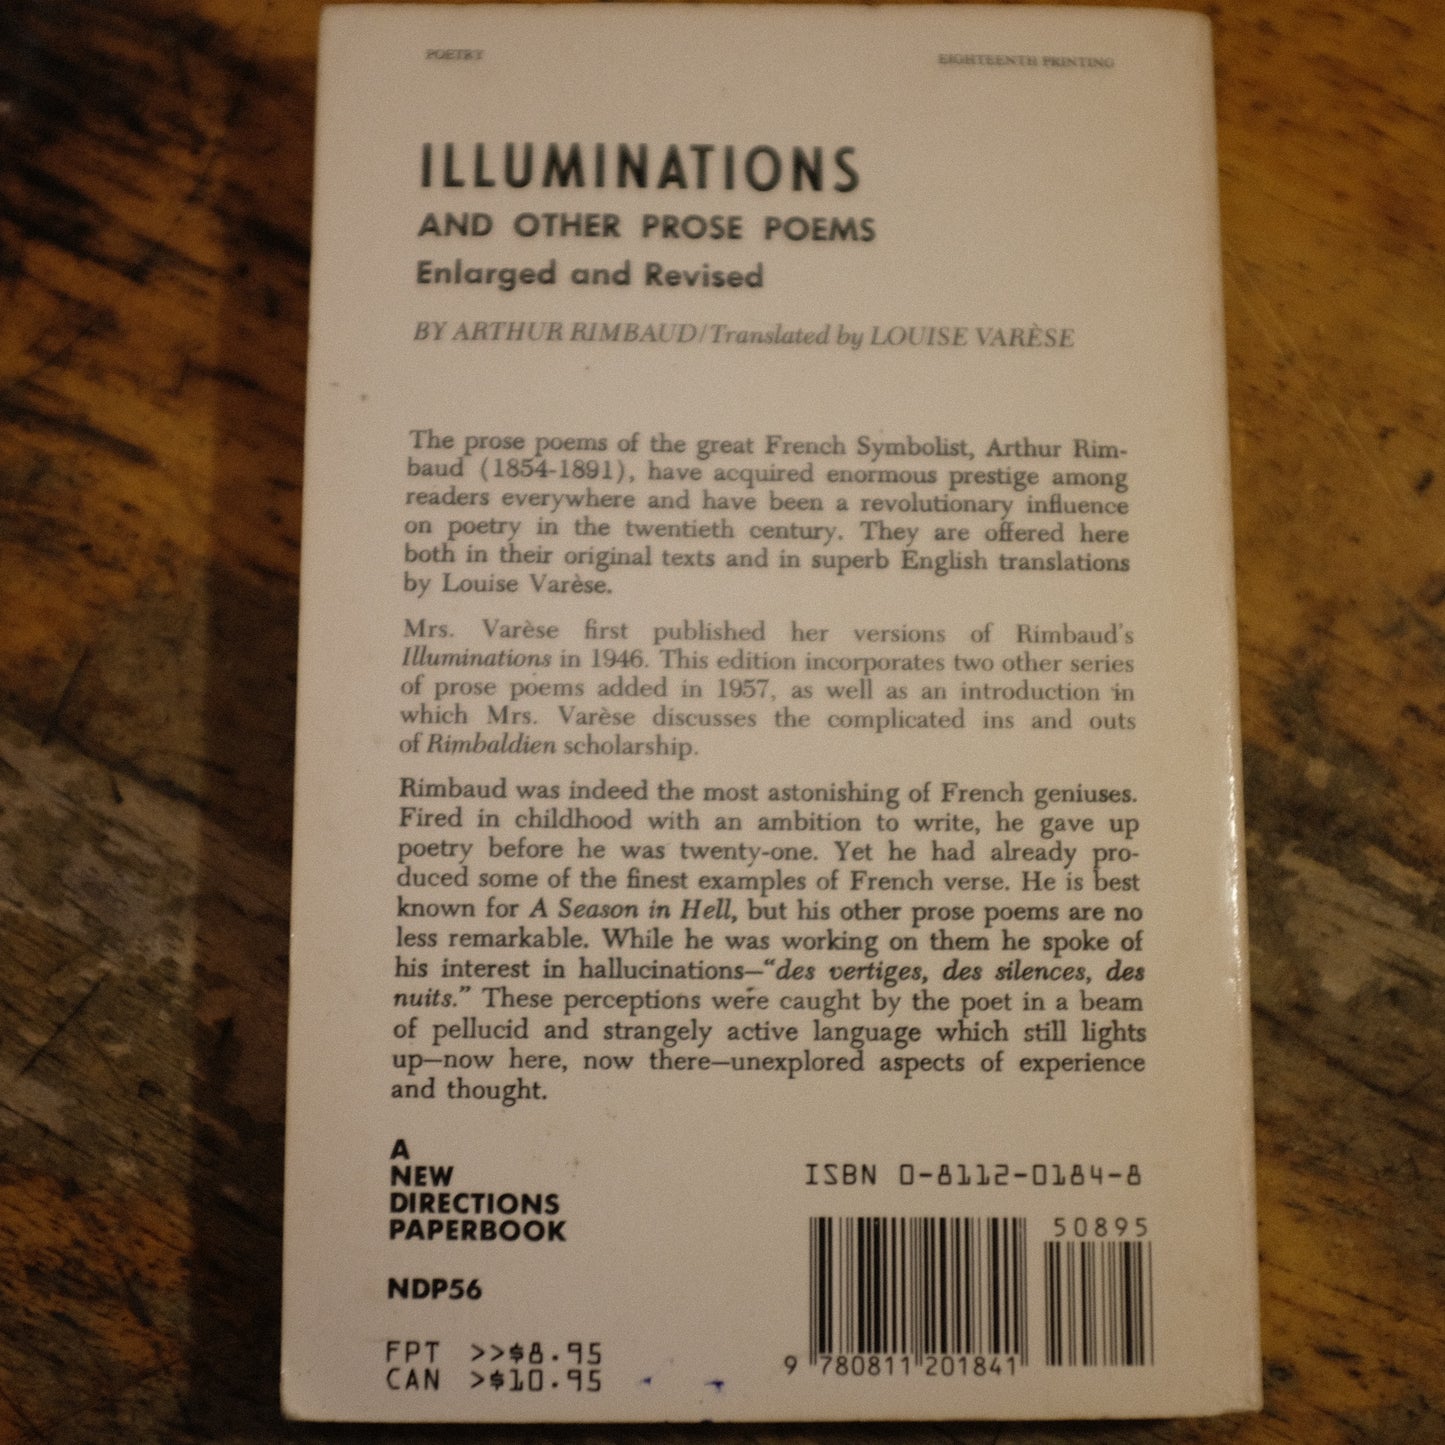 POETRY
EIGHTEENTH PRINTING
ILLUMINATIONS
AND OTHER PROSE POEMS
Enlarged and Revised
BY ARTHUR RIMBAUD/Translated by LOUISE VARÈSE
The prose poems of the great French Symbolist, Arthur Rim-
baud (1854-1891), have acquired enormous prestige among
readers everywhere and have been a revolutionary influence
on poetry in the twentieth century. They are offered here
both in their original texts and in superb English translations
by Louise Varèse.
Mrs. Varèse first published her versions of Rimbaud's
Illuminations in 1946. This edition incorporates two other series
of prose poems added in 1957, as well as an introduction in
which Mrs. Varèse discusses the complicated ins and outs
of Rimbaldien scholarship.
Rimbaud was indeed the most astonishing of French geniuses.
Fired in childhood with an ambition to write, he gave up
poetry before he was twenty-one. Yet he had already pro-
duced some of the finest examples of French verse. He is best
known for A Season in Hell, but his other prose poems are no
less remarkable. While he was working on them he spoke of
his interest in hallucinations—"des vertiges, des silences, des
nuits." These perceptions were caught by the poet in a beam
of pellucid and strangely active language which still lights
up—now here, now there—unexplored aspects of experience
and thought.
A
NEW
DIRECTIONS
PAPERBOOK
NDP56
FPT >>$8.95
CAN >$10.95
ISBN 0-8112-0184-8
50895
9 780811 201841